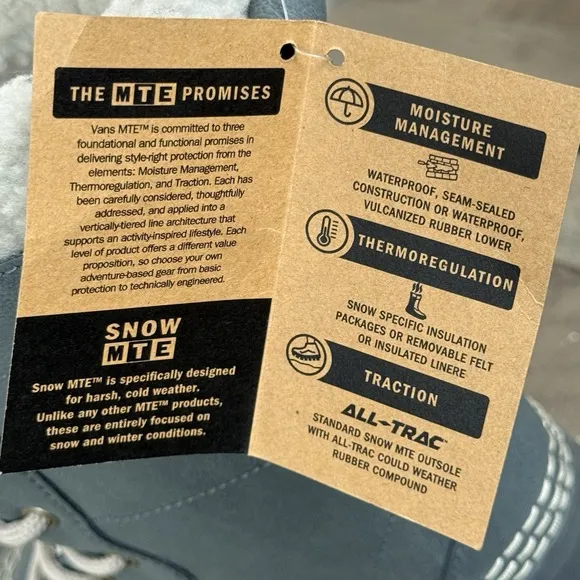 THE MTE PROMISES
Vans MTE™ is committed to three
foundational and functional promises in
delivering style-right protection from the
elements: Moisture Management,
Thermoregulation, and Traction. Each has
been carefully considered, thoughtfully
addressed, and applied into a
vertically-tiered line architecture that
supports an activity-inspired lifestyle. Each
level of product offers a different value
proposition, so choose your own
adventure-based gear from basic
protection to technically engineered.
SNOW
MTE
Snow MTE™ is specifically designed
for harsh, cold weather.
Unlike any other MTE™ products,
these are entirely focused on
snow and winter conditions.
MOISTURE
MANAGEMENT
WATERPROOF, SEAM-SEALED
CONSTRUCTION OR WATERPROOF,
VULCANIZED RUBBER LOWER
THERMOREGULATION
SNOW SPECIFIC INSULATION
PACKAGES OR REMOVABLE FELT
OR INSULATED LINERE
TRACTION
ALL-TRAC™
STANDARD SNOW MTE OUTSOLE
WITH ALL-TRAC COULD WEATHER
RUBBER COMPOUND